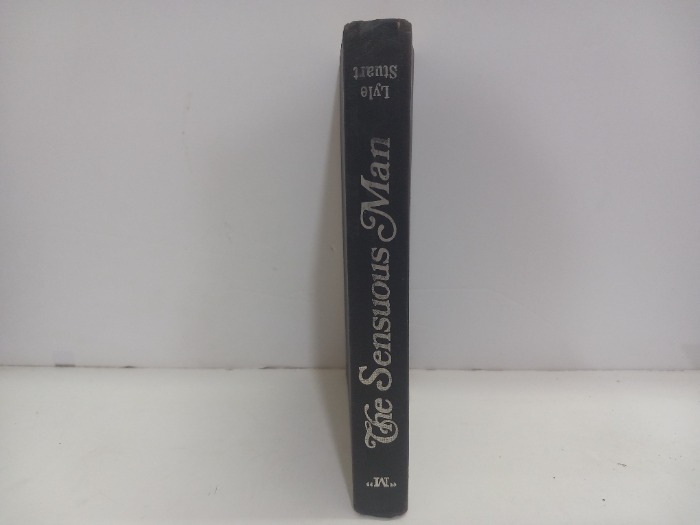 "M"
The Sensuous Man
Lyle
Stuart